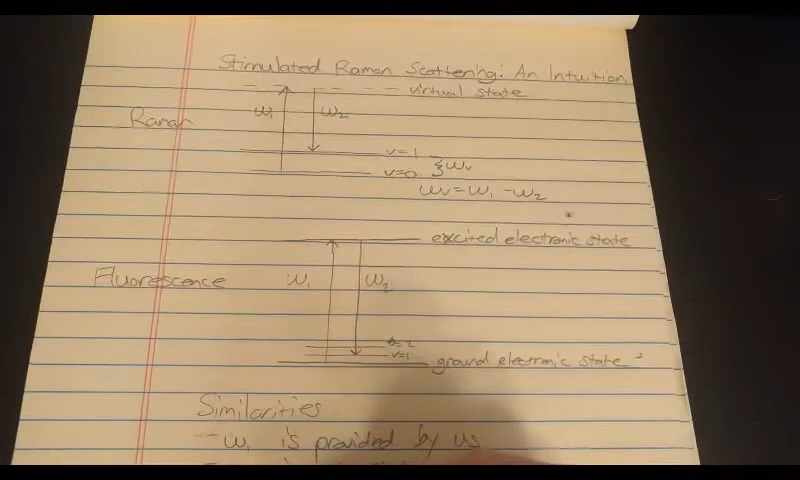 Stimulated Raman Scattering: An Intuition
virtual state
Raman
ω₁ ω₂
v=1
v=0 }ωv
ωv=ω₁-ω₂
excited electronic state
Fluorescence ω₁ ω₂
v=2
v=1
ground electronic state
Similarities
- ω₁ is provided by us